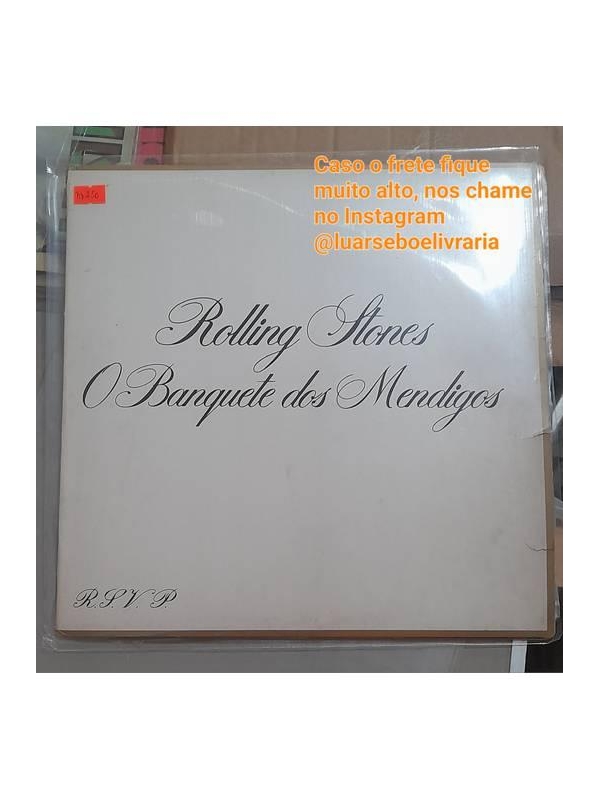 Caso o frete fique
muito alto, nos chame
no Instagram
@luarseboelivraria
Rolling Stones
O Banquete dos Mendigos
R.S.V.P.